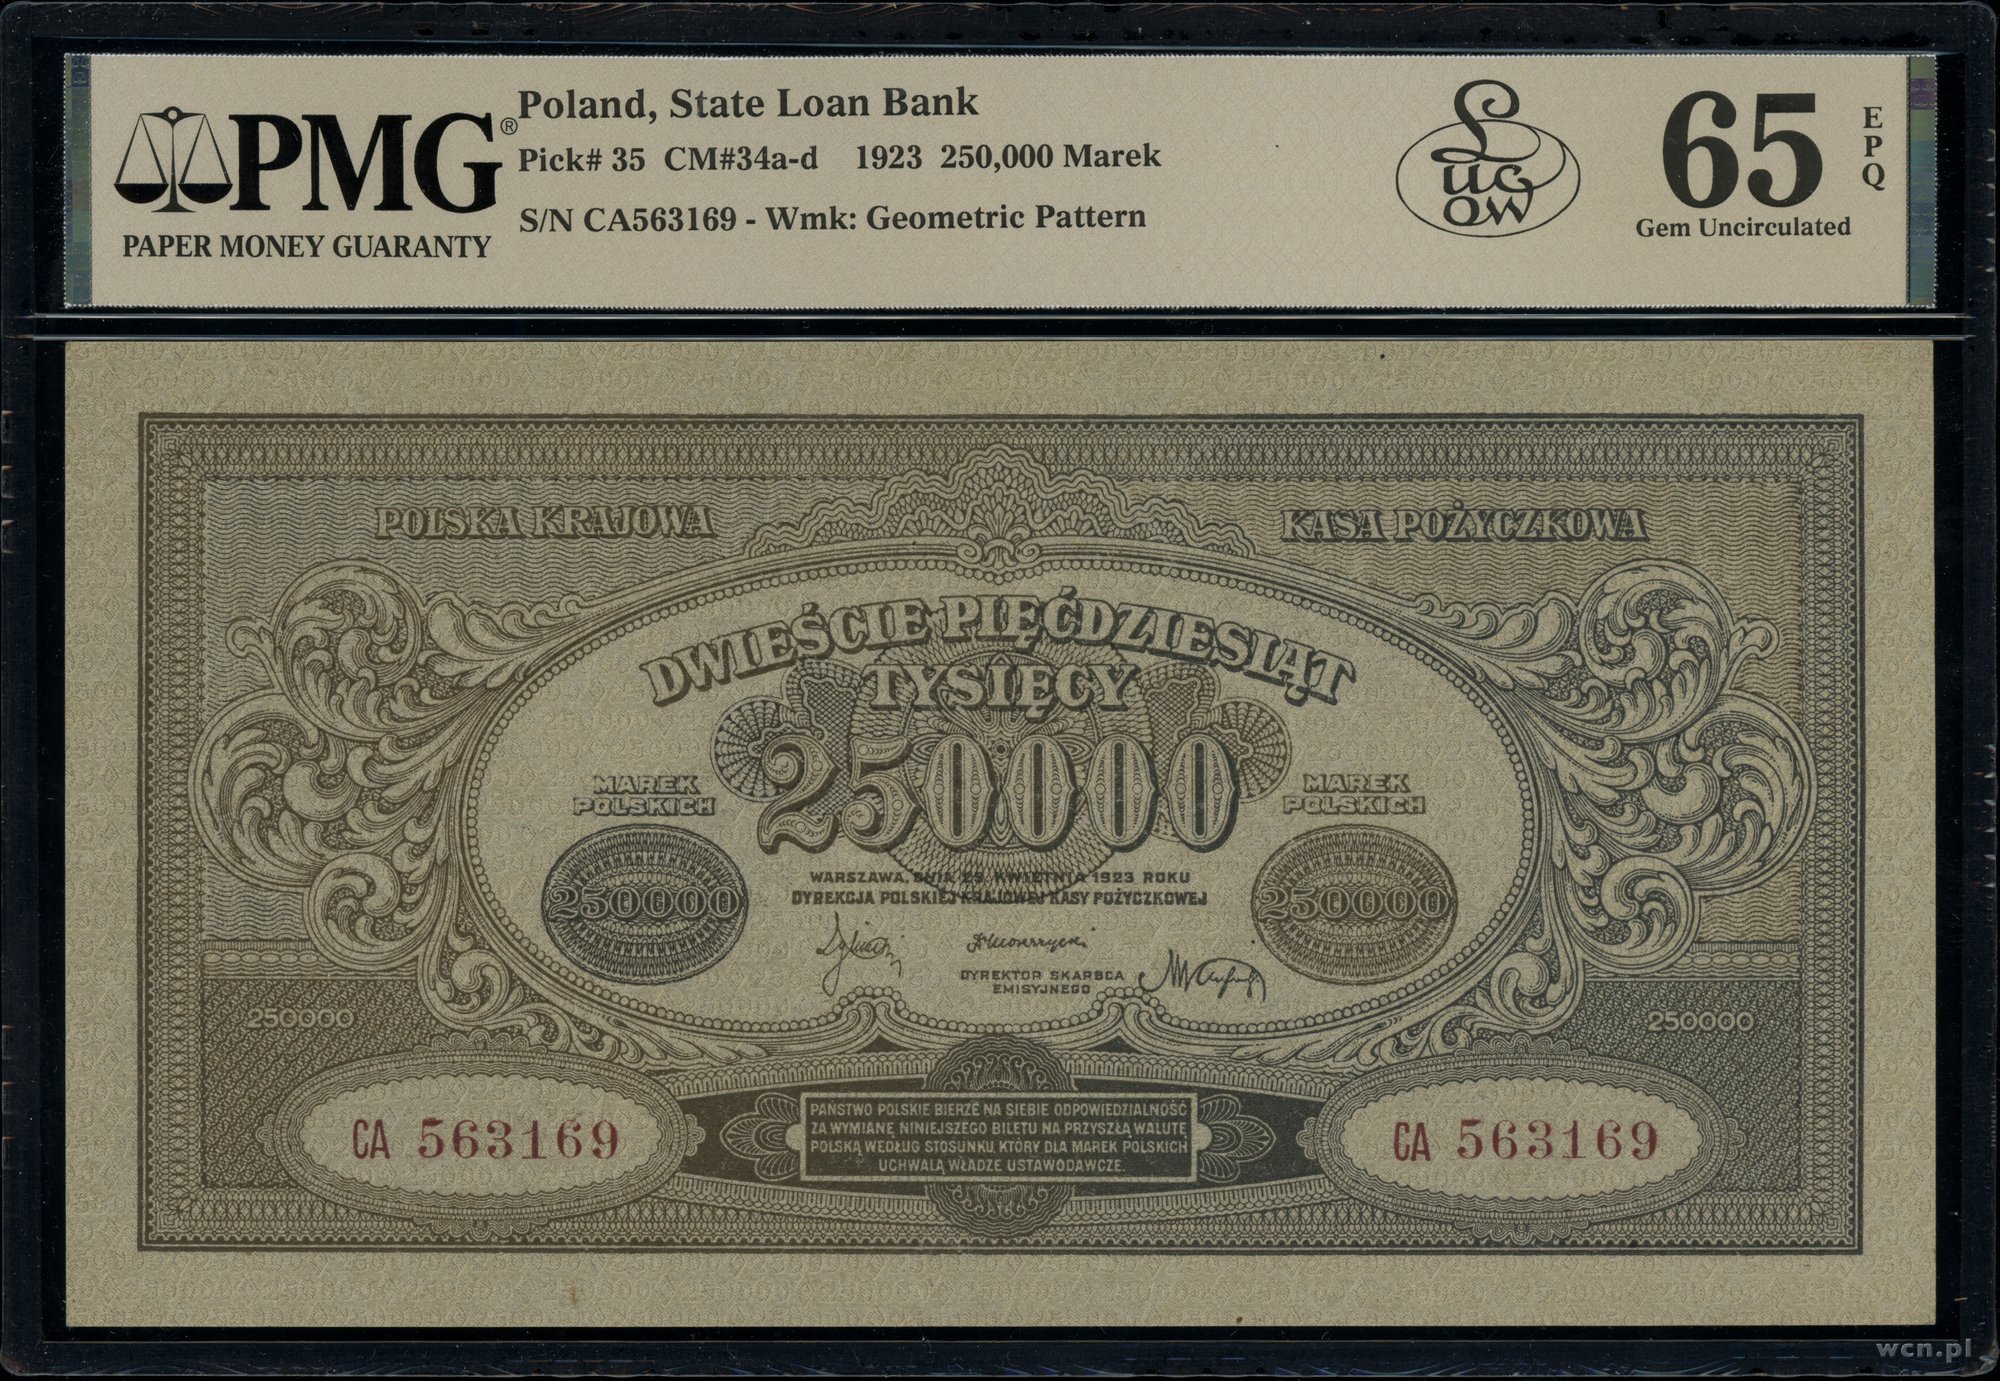 PMG®
PAPER MONEY GUARANTY
Poland, State Loan Bank
Pick# 35 CM#34a-d 1923 250,000 Marek
S/N CA563169 - Wmk: Geometric Pattern
Lucow
65
EPQ
Gem Uncirculated
POLSKA KRAJOWA KASA POŻYCZKOWA
DWIEŚCIE PIĘĆDZIESIĄT
TYSIĘCY
250000
MAREK
POLSKICH
250000
MAREK
POLSKICH
250000
WARSZAWA, DNIA 25 KWIETNIA 1923 ROKU
DYREKCJA POLSKIEJ KRAJOWEJ KASY POŻYCZKOWEJ
DYREKTOR SKARBCA
EMISYJNEGO
250000
250000
CA 563169
CA 563169
PAŃSTWO POLSKIE BIERZE NA SIEBIE ODPOWIEDZIALNOŚĆ
ZA WYMIANĘ NINIEJSZEGO BILETU NA PRZYSZŁĄ WALUTĘ
POLSKĄ WEDŁUG STOSUNKU, KTÓRY DLA MAREK POLSKICH
UCHWALĄ WŁADZE USTAWODAWCZE.
wcn.pl